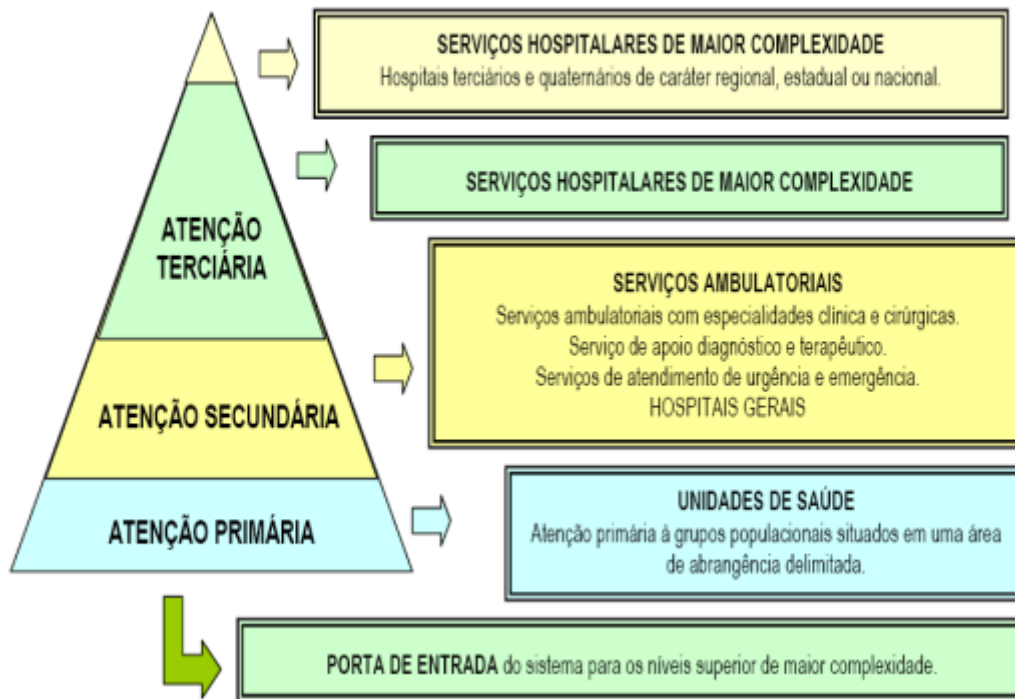 SERVIÇOS HOSPITALARES DE MAIOR COMPLEXIDADE
Hospitais terciários e quaternários de caráter regional, estadual ou nacional.
SERVIÇOS HOSPITALARES DE MAIOR COMPLEXIDADE
ATENÇÃO
TERCIÁRIA
SERVIÇOS AMBULATORIAIS
Serviços ambulatoriais com especialidades clínica e cirúrgicas.
Serviço de apoio diagnóstico e terapêutico.
Serviços de atendimento de urgência e emergência.
HOSPITAIS GERAIS
ATENÇÃO SECUNDÁRIA
UNIDADES DE SAÚDE
Atenção primária à grupos populacionais situados em uma área
de abrangência delimitada.
ATENÇÃO PRIMÁRIA
PORTA DE ENTRADA do sistema para os níveis superior de maior complexidade.